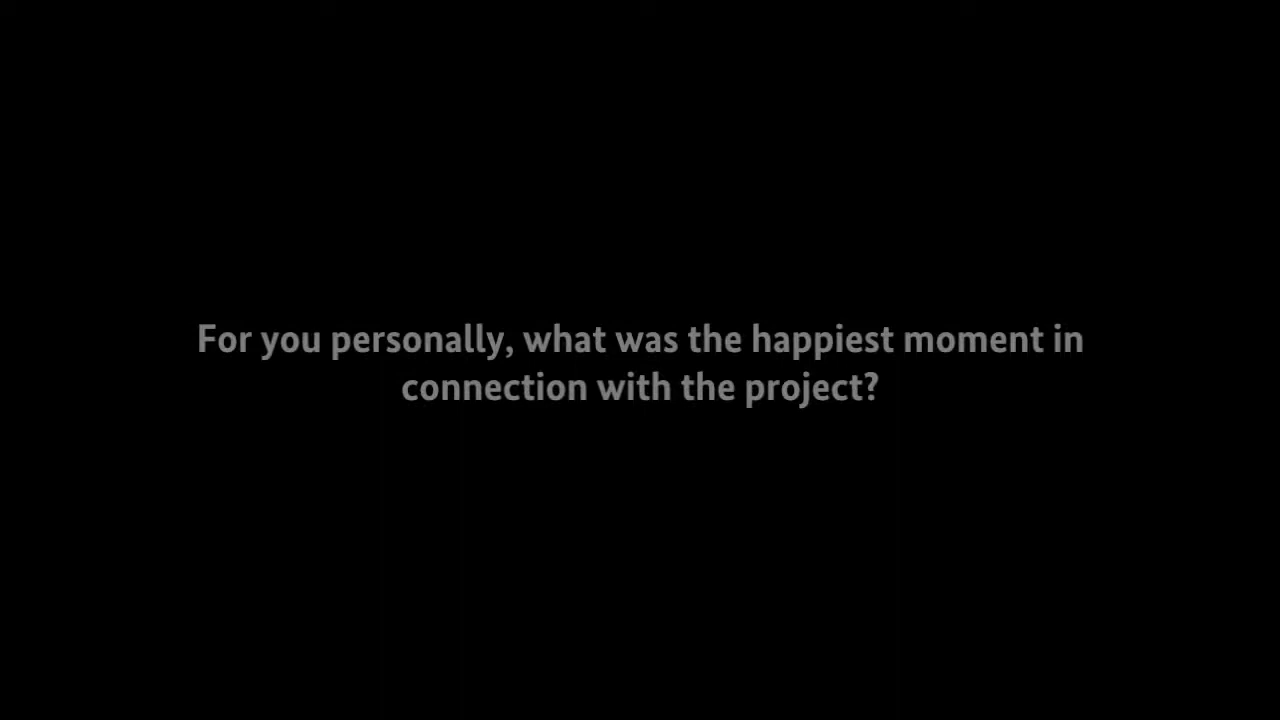 For you personally, what was the happiest moment in
connection with the project?